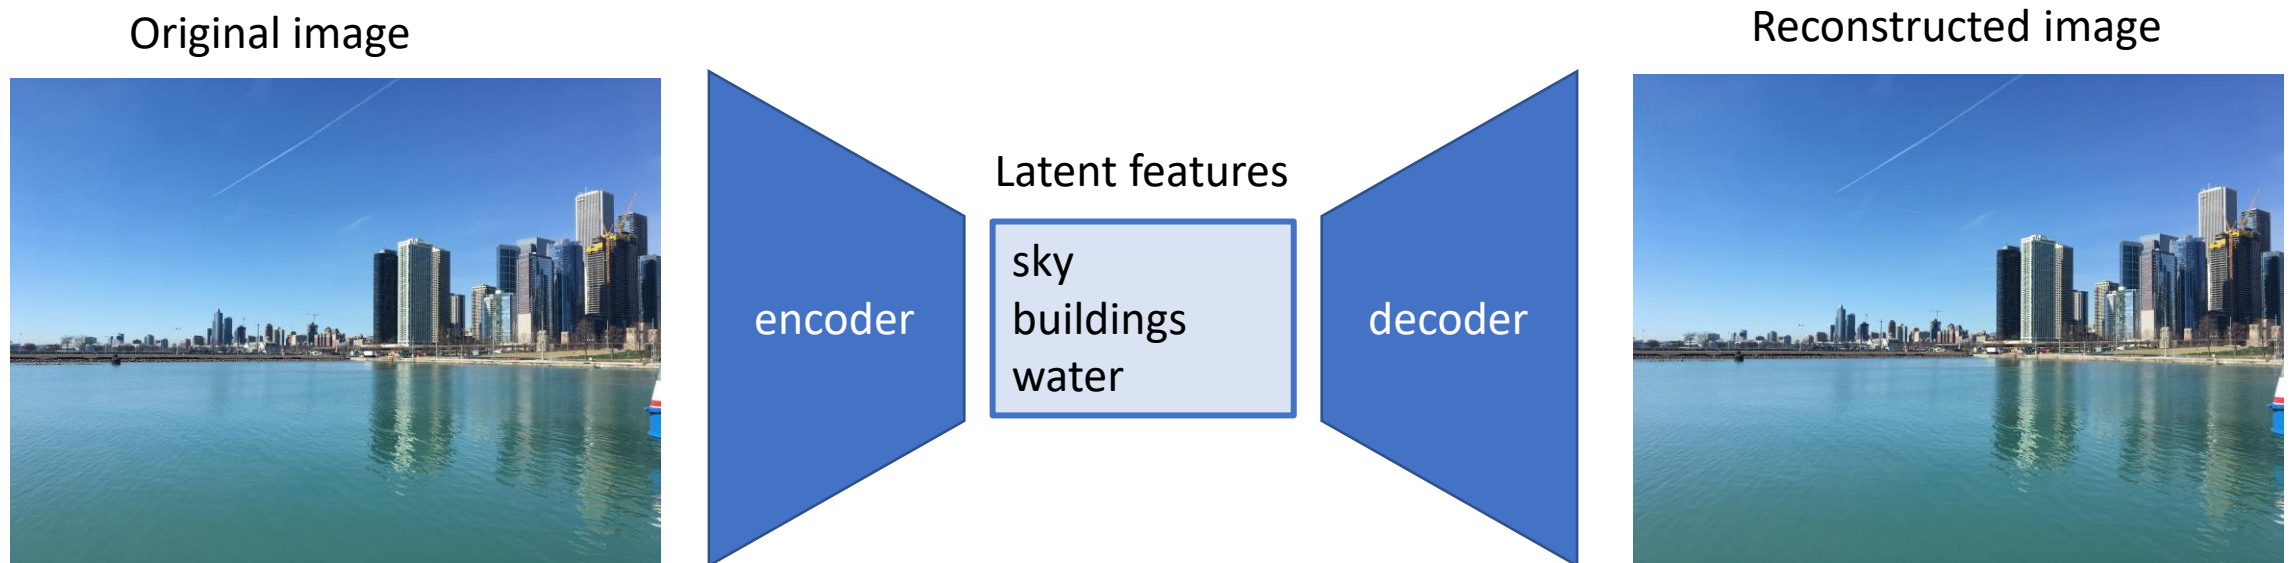 Original image
encoder
Latent features
sky
buildings
water
decoder
Reconstructed image